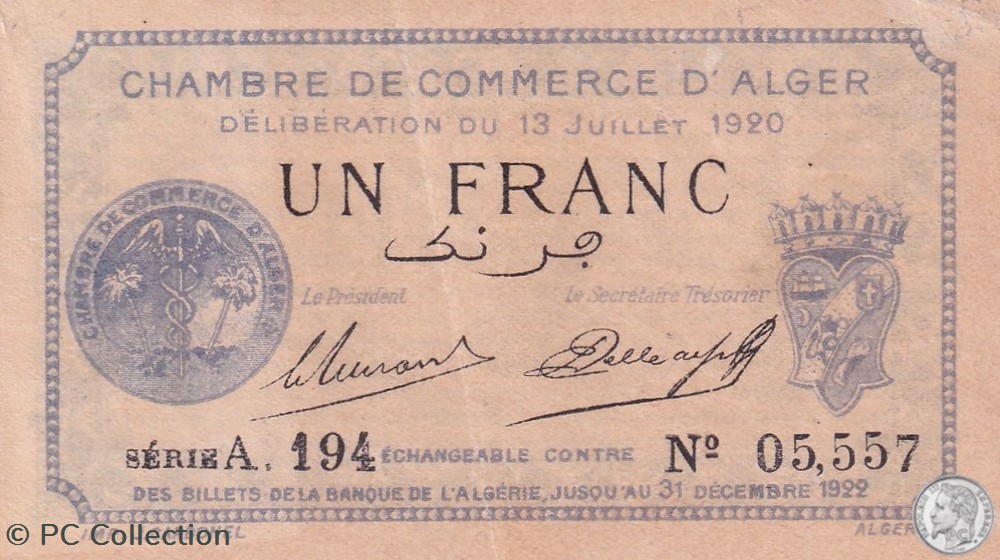 CHAMBRE DE COMMERCE D'ALGER
DÉLIBÉRATION DU 13 JUILLET 1920
UN FRANC
فرنك
CHAMBRE DE COMMERCE D'ALGER
Le Président
Le Secrétaire Trésorier
SÉRIE A. 194 ÉCHANGEABLE CONTRE Nº 05,557
DES BILLETS DE LA BANQUE DE L'ALGÉRIE, JUSQU'AU 31 DÉCEMBRE 1922
ALGER
© PC Collection